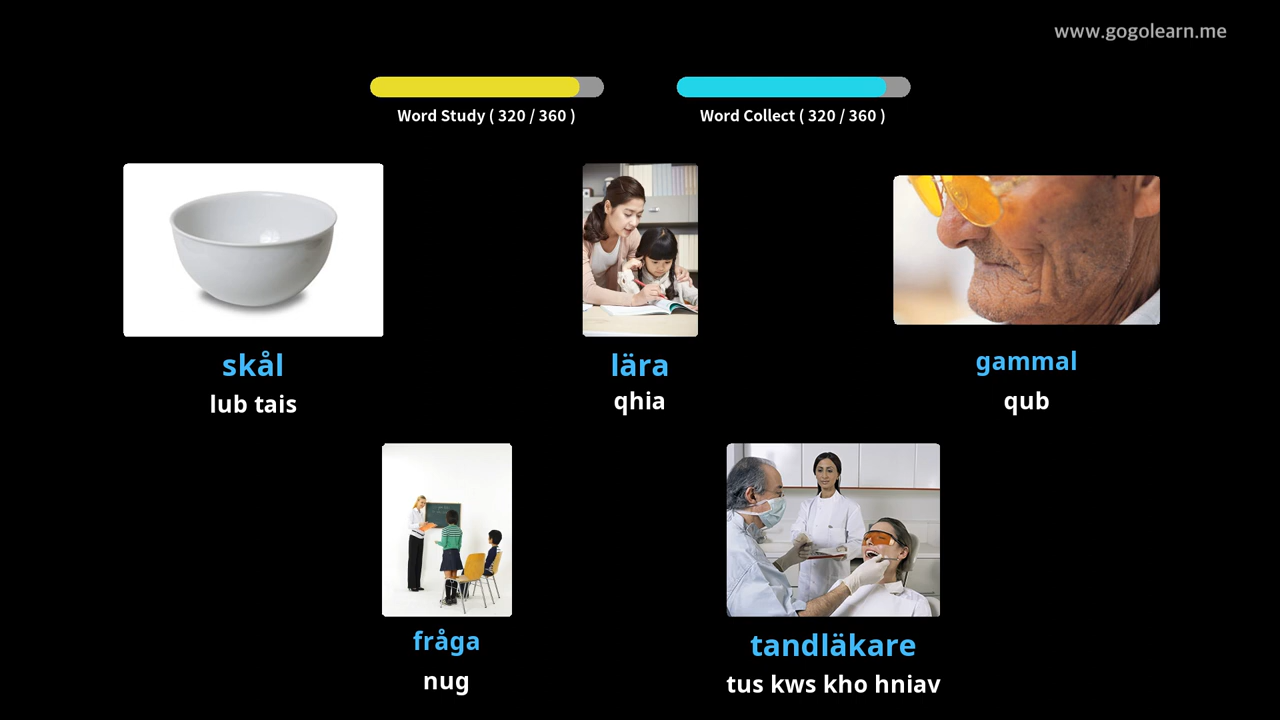 www.gogolearn.me
Word Study ( 320 / 360 )
Word Collect ( 320 / 360 )
skål
lub tais
lära
qhia
gammal
qub
fråga
nug
tandläkare
tus kws kho hniav